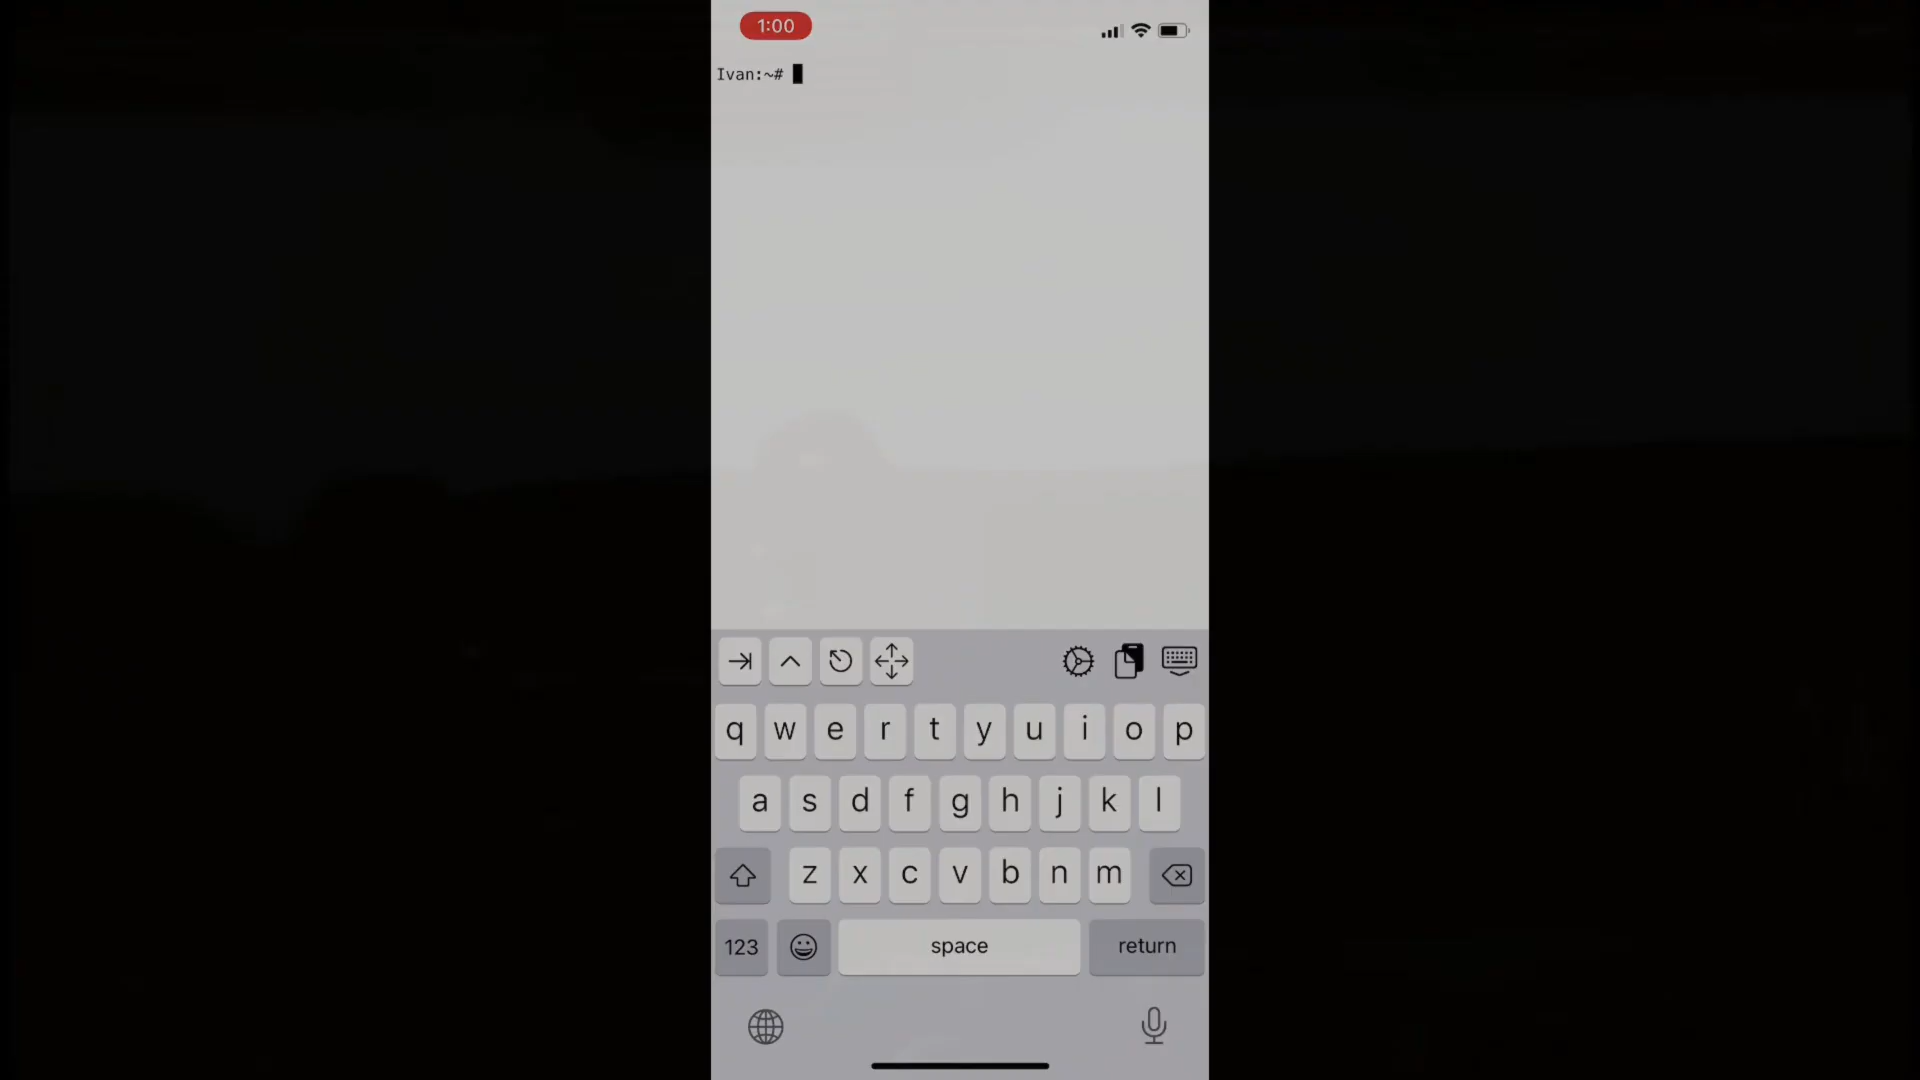 1:00
Ivan:~#
q w e r t y u i o p
a s d f g h j k l
z x c v b n m
123 space return